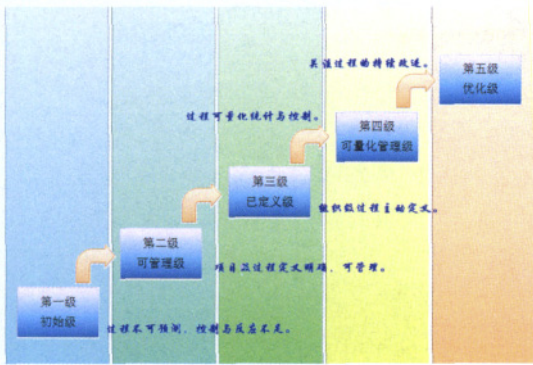 关注过程的持续改进。
第五级
优化级
过程可量化统计与控制。
第四级
可量化管理级
第三级
已定义级
组织级过程主动定义。
第二级
可管理级
项目级过程定义明确，可管理。
第一级
初始级
过程不可预测，控制与反应不足。